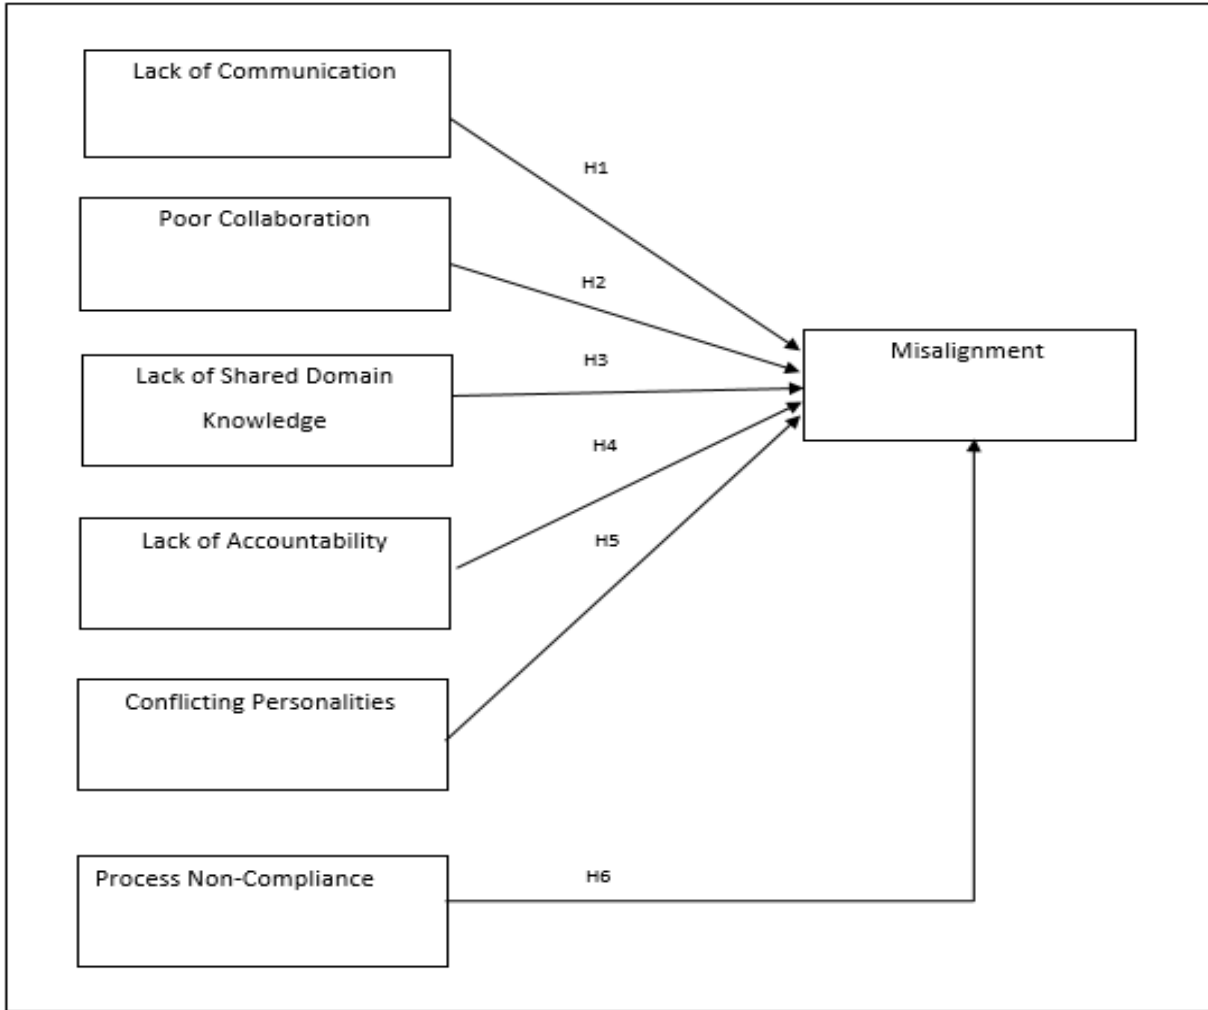 Lack of Communication
H1
Poor Collaboration
H2
Misalignment
H3
Lack of Shared Domain
Knowledge
H4
Lack of Accountability
H5
Conflicting Personalities
Process Non-Compliance
H6